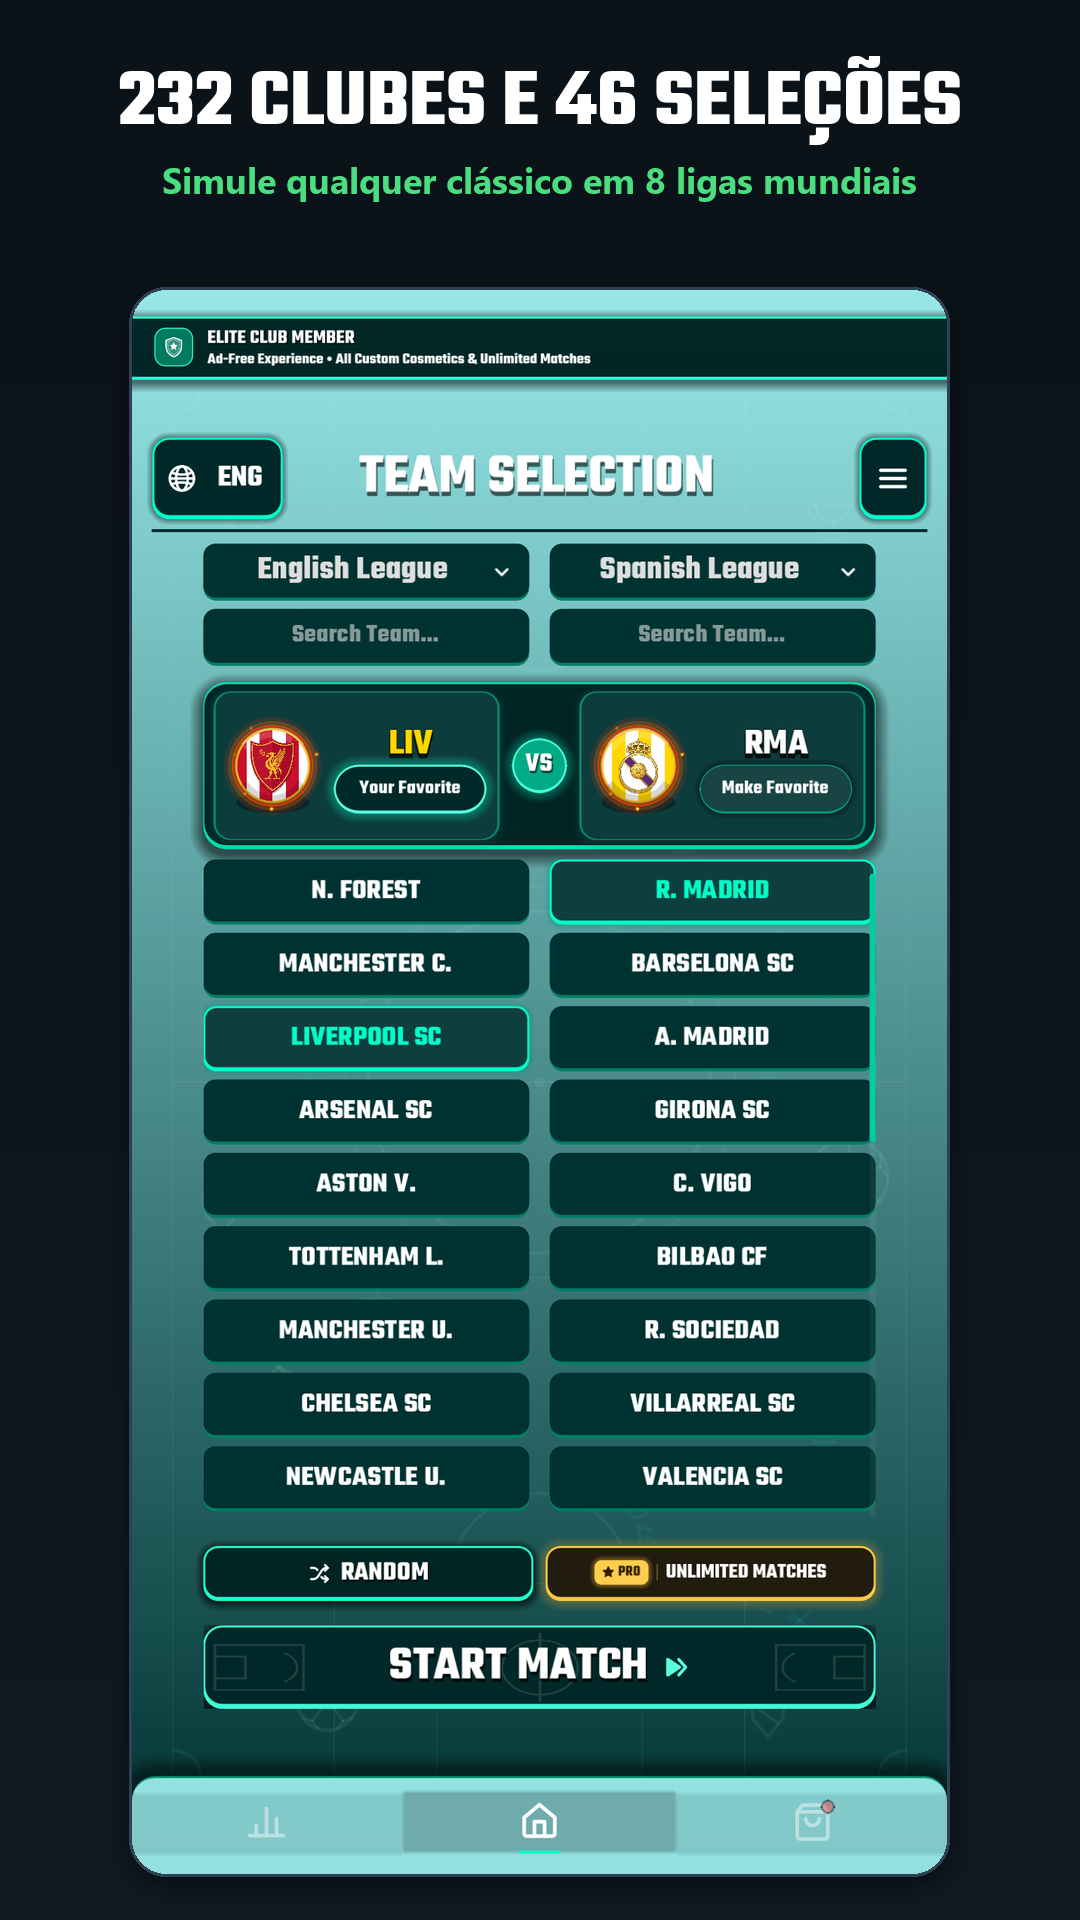 232 CLUBES E 46 SELEÇÕES
Simule qualquer clássico em 8 ligas mundiais
ELITE CLUB MEMBER
Ad-Free Experience • All Custom Cosmetics & Unlimited Matches
ENG
TEAM SELECTION
English League
Spanish League
Search Team...
Search Team...
LIV
Your Favorite
VS
RMA
Make Favorite
N. FOREST
R. MADRID
MANCHESTER C.
BARSELONA SC
LIVERPOOL SC
A. MADRID
ARSENAL SC
GIRONA SC
ASTON V.
C. VIGO
TOTTENHAM L.
BILBAO CF
MANCHESTER U.
R. SOCIEDAD
CHELSEA SC
VILLARREAL SC
NEWCASTLE U.
VALENCIA SC
RANDOM
PRO | UNLIMITED MATCHES
START MATCH